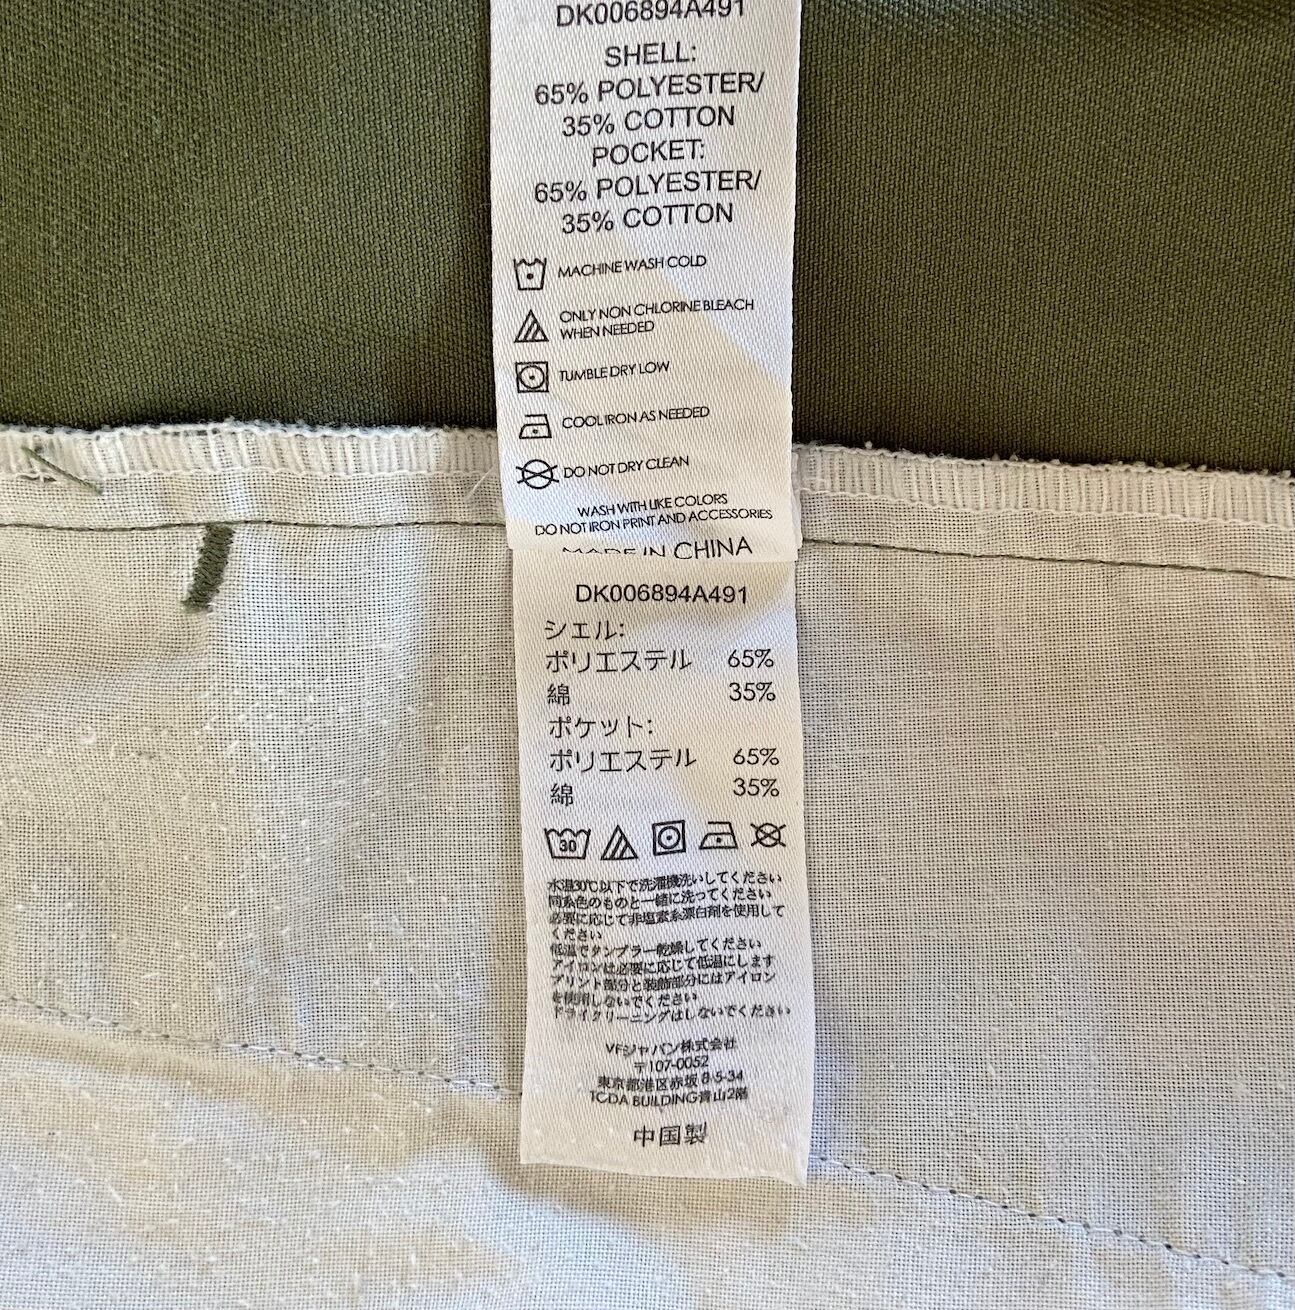 DK006894A491
SHELL:
65% POLYESTER/
35% COTTON
POCKET:
65% POLYESTER/
35% COTTON
MACHINE WASH COLD
ONLY NON CHLORINE BLEACH
WHEN NEEDED
TUMBLE DRY LOW
COOL IRON AS NEEDED
DO NOT DRY CLEAN
WASH WITH LIKE COLORS
DO NOT IRON PRINT AND ACCESSORIES
MADE IN CHINA
DK006894A491
シェル:
ポリエステル 65%
綿 35%
ポケット:
ポリエステル 65%
綿 35%
30
水温30℃以下で洗濯機洗いしてください
同系色のものと一緒に洗ってください
必要に応じて非塩素系漂白剤を使用して
ください
低温でタンブラー乾燥してください
アイロンは必要に応じて低温にします
プリント部分と装飾部分にはアイロン
を使用しないでください
ドライクリーニングはしないでください
VFジャパン株式会社
〒107-0052
東京都港区赤坂 8-5-34
TCDA BUILDING青山2階
中国製